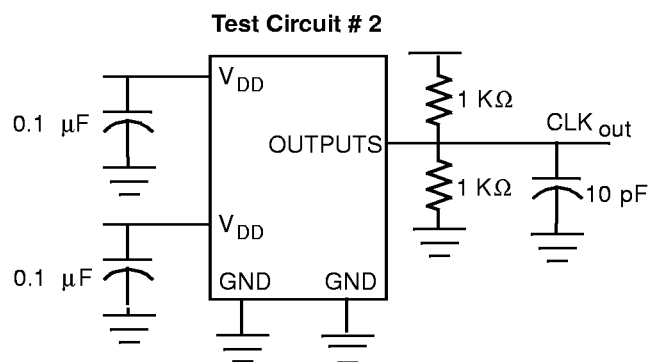 Test Circuit # 2
V DD
0.1 µF
1 KΩ
OUTPUTS
CLK out
1 KΩ
10 pF
V DD
0.1 µF
GND GND